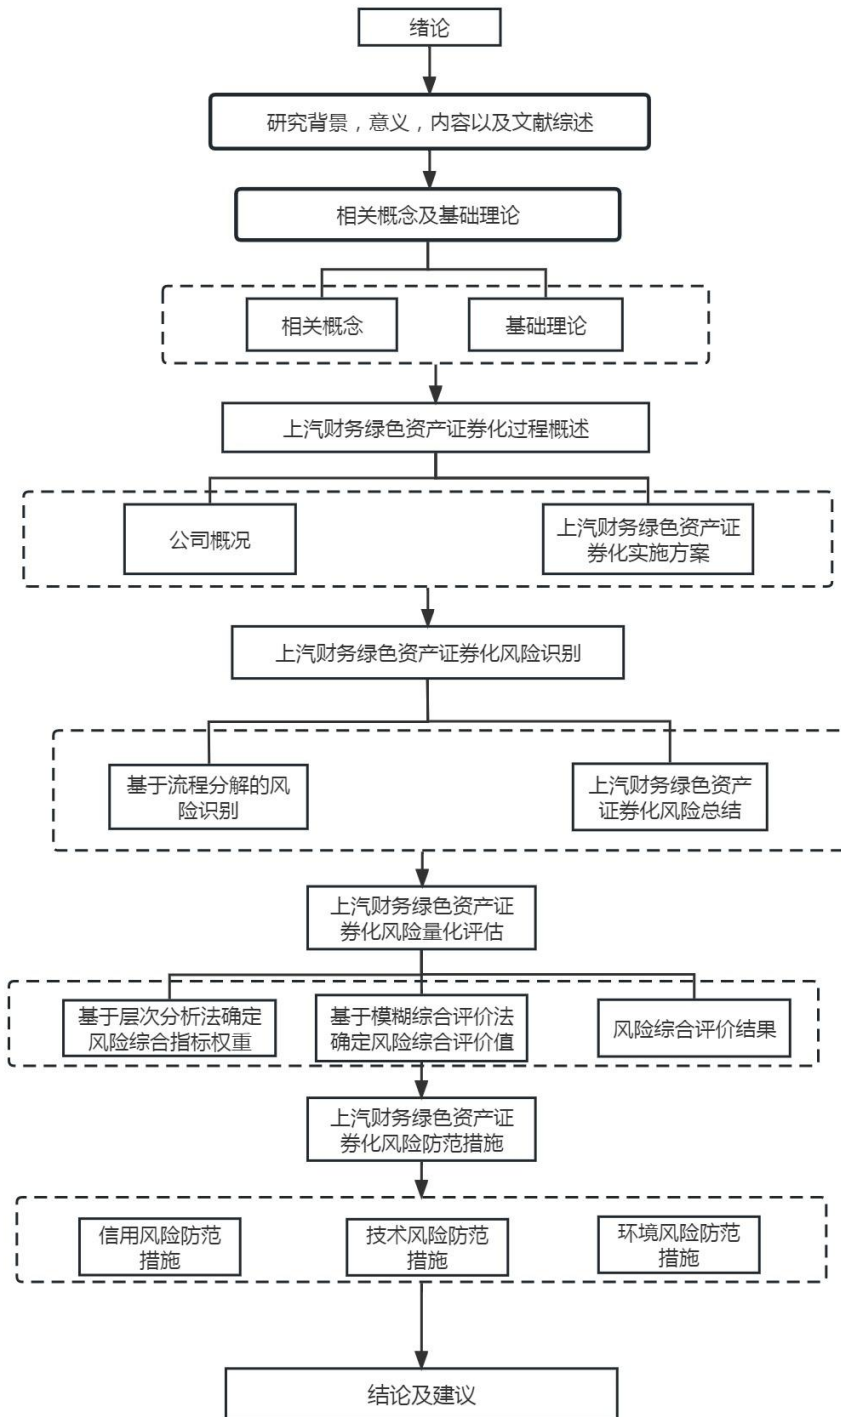 绪论
研究背景，意义，内容以及文献综述
相关概念及基础理论
相关概念
基础理论
上汽财务绿色资产证券化过程概述
公司概况
上汽财务绿色资产证
券化实施方案
上汽财务绿色资产证券化风险识别
基于流程分解的风
险识别
上汽财务绿色资产
证券化风险总结
上汽财务绿色资产证
券化风险量化评估
基于层次分析法确定
风险综合指标权重
基于模糊综合评价法
确定风险综合评价值
风险综合评价结果
上汽财务绿色资产证
券化风险防范措施
信用风险防范
措施
技术风险防范
措施
环境风险防范
措施
结论及建议